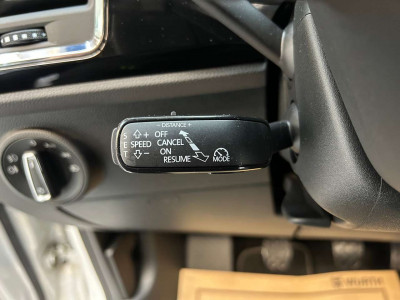 - DISTANCE +
S + OFF
E SPEED CANCEL
T - ON
RESUME MODE